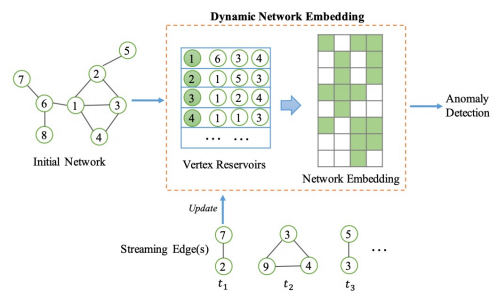 Dynamic Network Embedding
5
7
2
6
1
3
8
4
Initial Network
1 6 3 4
2 1 5 3
3 1 2 4
4 1 1 3
... ...
Vertex Reservoirs
Network Embedding
Anomaly
Detection
Update
Streaming Edge(s)
7 3 5
...
2 9 4 3
t1 t2 t3